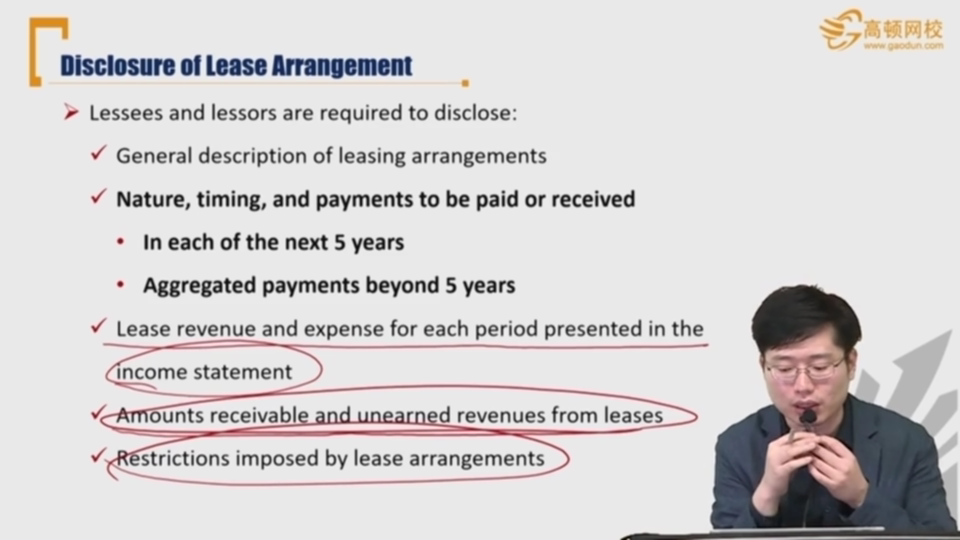 高顿网校
www.gaodun.com
Disclosure of Lease Arrangement
Lessees and lessors are required to disclose:
General description of leasing arrangements
Nature, timing, and payments to be paid or received
In each of the next 5 years
Aggregated payments beyond 5 years
Lease revenue and expense for each period presented in the
income statement
Amounts receivable and unearned revenues from leases
Restrictions imposed by lease arrangements